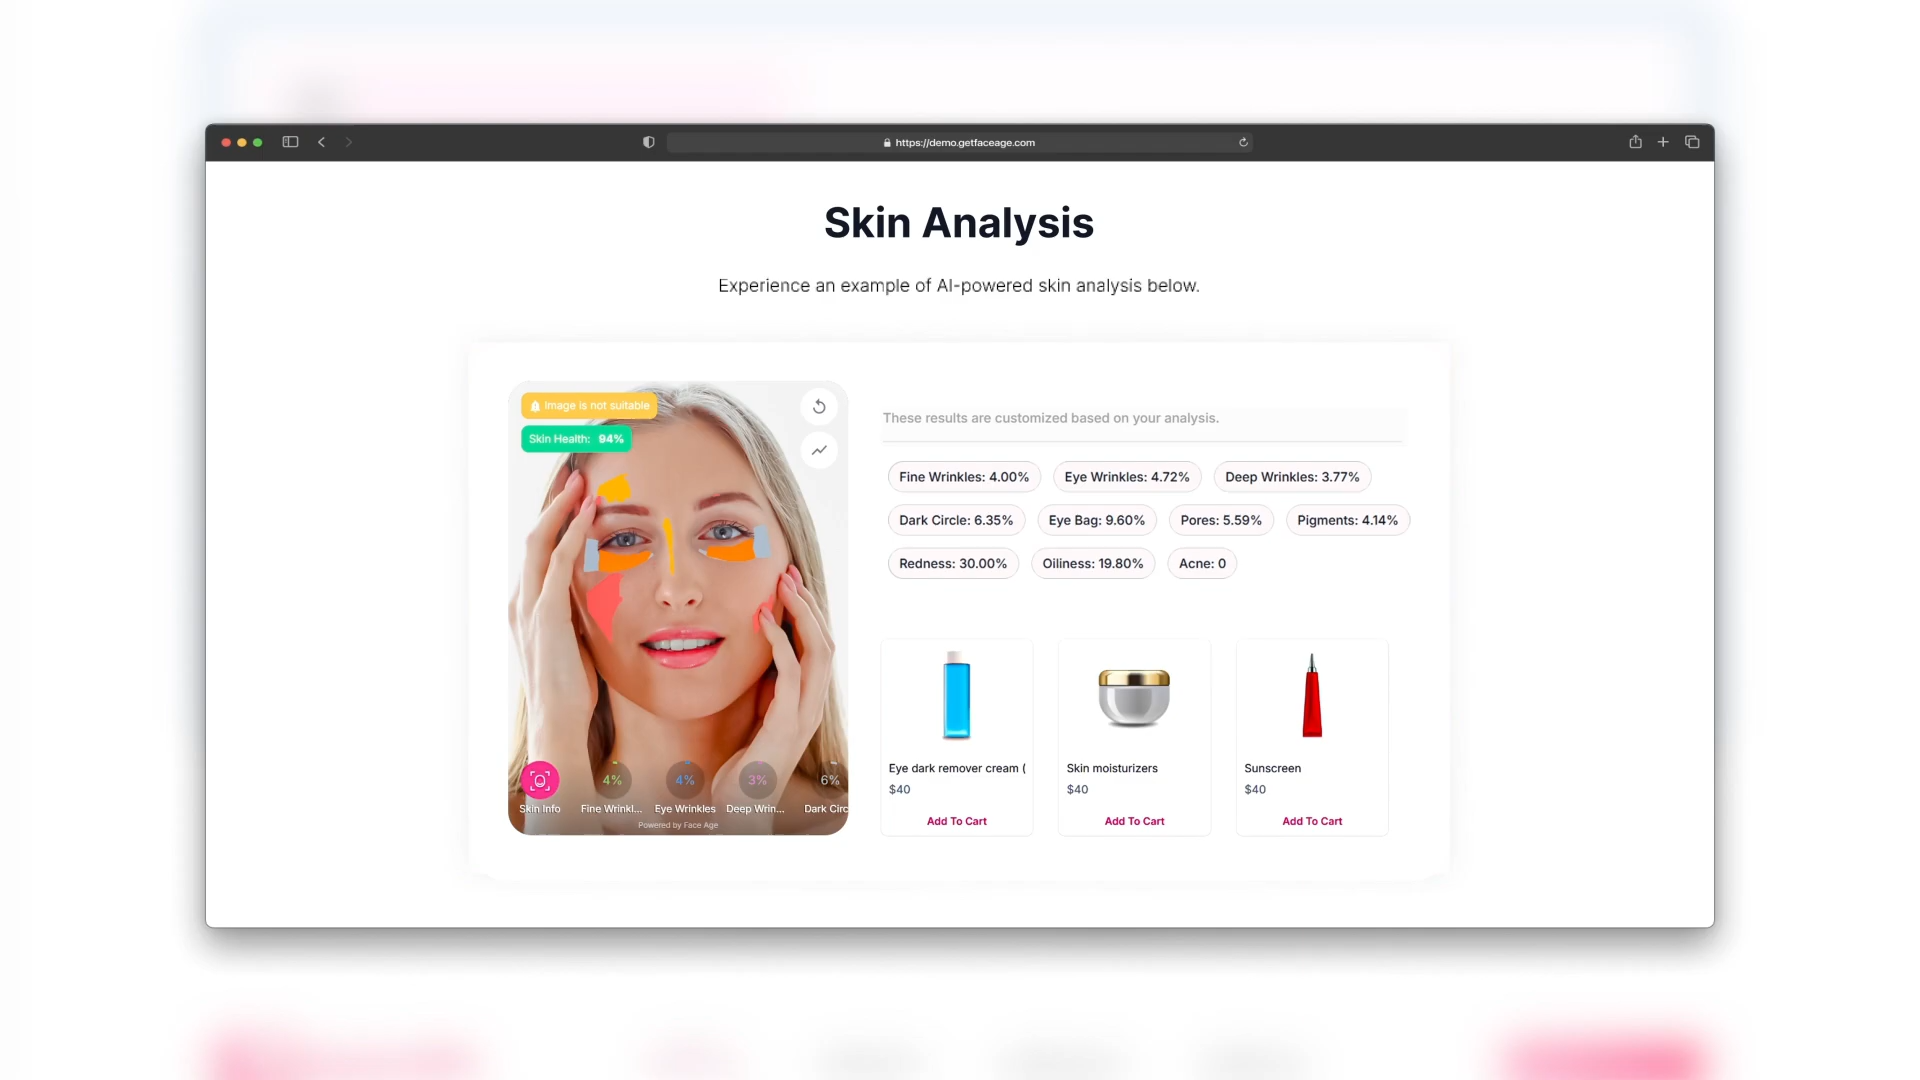 https://demo.getfaceage.com
Skin Analysis
Experience an example of AI-powered skin analysis below.
Image is not suitable
Skin Health: 94%
These results are customized based on your analysis.
Fine Wrinkles: 4.00%
Eye Wrinkles: 4.72%
Deep Wrinkles: 3.77%
Dark Circle: 6.35%
Eye Bag: 9.60%
Pores: 5.59%
Pigments: 4.14%
Redness: 30.00%
Oiliness: 19.80%
Acne: 0
4%
4%
3%
6%
Skin Info
Fine Wrinkl...
Eye Wrinkles
Deep Wrin...
Dark Circ
Powered by Face Age
Eye dark remover cream (
$40
Add To Cart
Skin moisturizers
$40
Add To Cart
Sunscreen
$40
Add To Cart